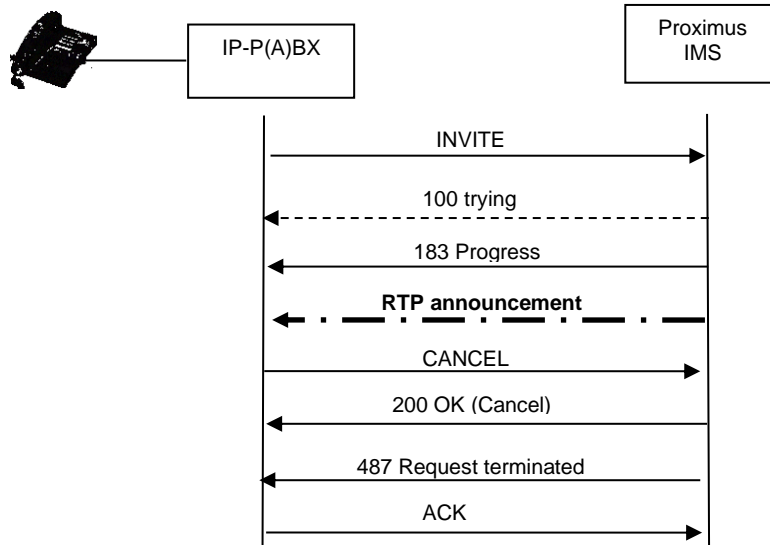 IP-P(A)BX
Proximus
IMS
INVITE
100 trying
183 Progress
RTP announcement
CANCEL
200 OK (Cancel)
487 Request terminated
ACK